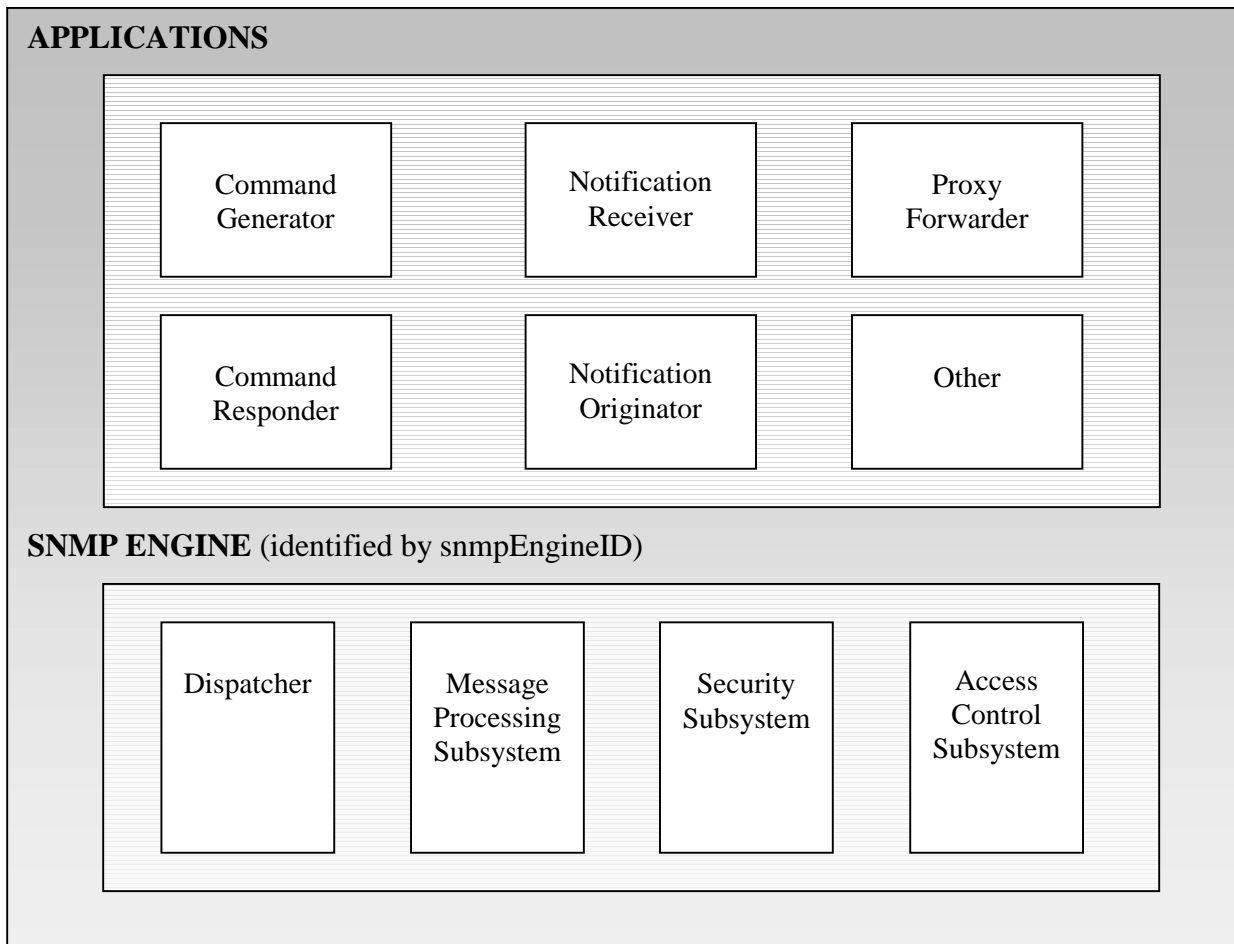 APPLICATIONS
Command
Generator
Notification
Receiver
Proxy
Forwarder
Command
Responder
Notification
Originator
Other
SNMP ENGINE (identified by snmpEngineID)
Dispatcher
Message
Processing
Subsystem
Security
Subsystem
Access
Control
Subsystem